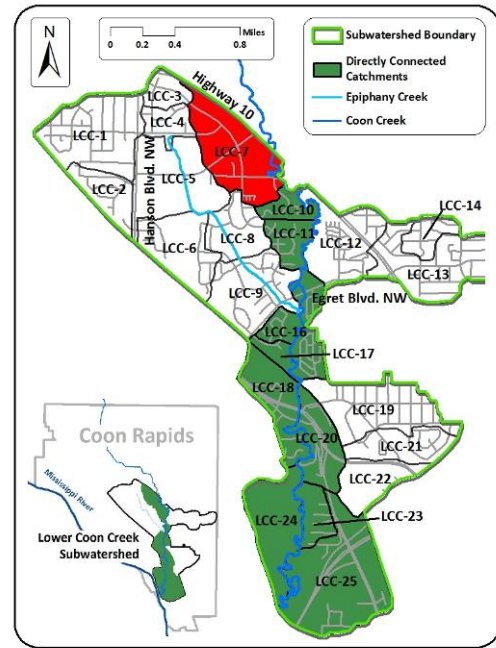 N
Miles
0 0.2 0.4 0.8
Subwatershed Boundary
Directly Connected
Catchments
Epiphany Creek
Coon Creek
Highway 10
LCC-3
LCC-4
LCC-1
LCC-7
LCC-5
LCC-2
Hanson Blvd. NW
LCC-10
LCC-14
LCC-11
LCC-12
LCC-8
LCC-6
LCC-13
LCC-9
Egret Blvd. NW
LCC-16
LCC-17
LCC-18
LCC-19
LCC-20
LCC-21
LCC-22
LCC-24
LCC-23
LCC-25
Coon Rapids
Mississippi River
Lower Coon Creek
Subwatershed